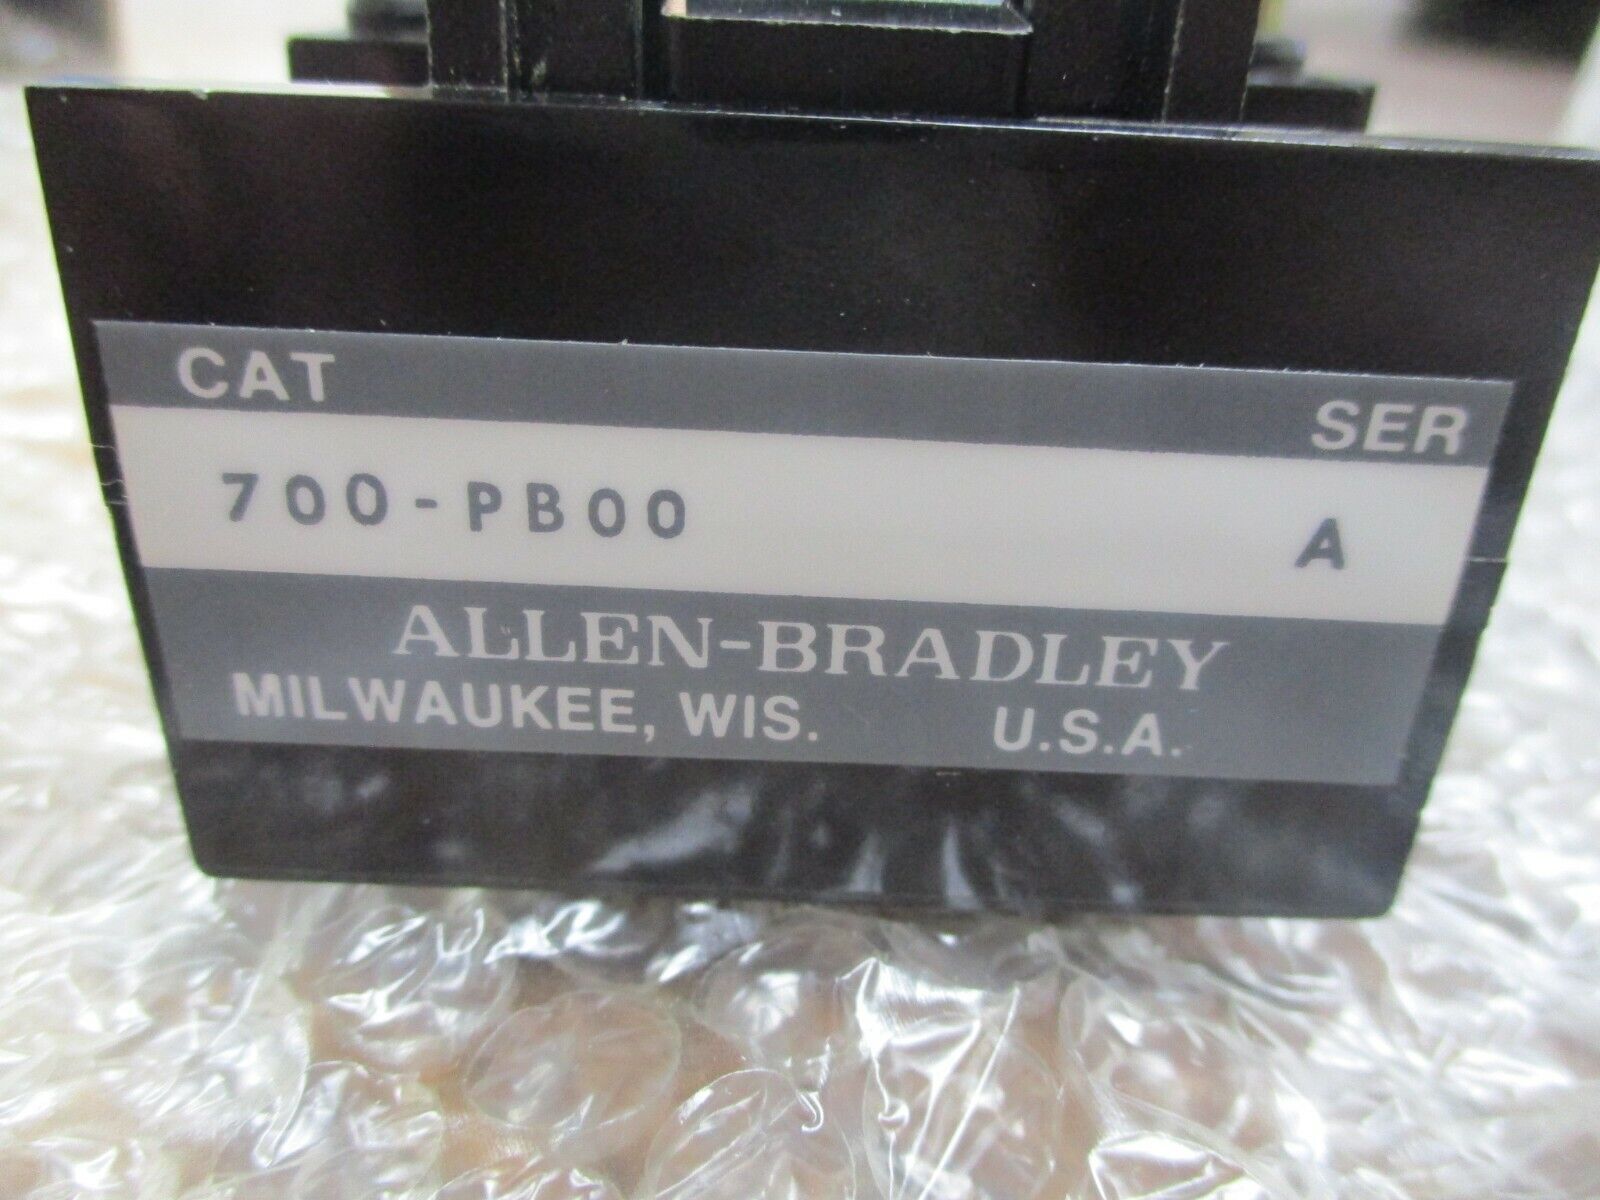 CAT
SER
700-PB00
A
ALLEN-BRADLEY
MILWAUKEE, WIS. U.S.A.